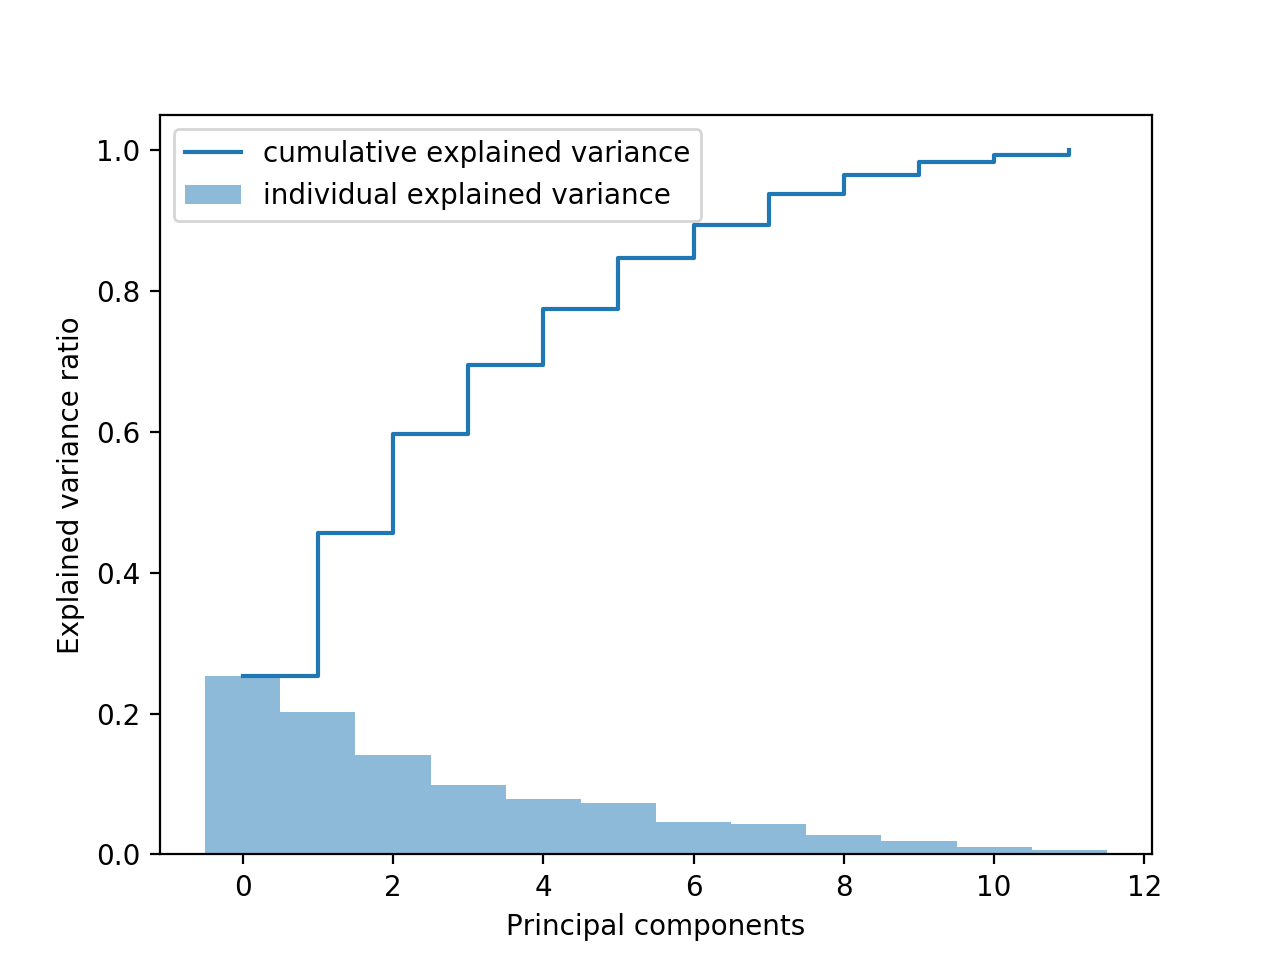 cumulative explained variance
individual explained variance
1.0
0.8
0.6
0.4
0.2
0.0
Explained variance ratio
0 2 4 6 8 10 12
Principal components